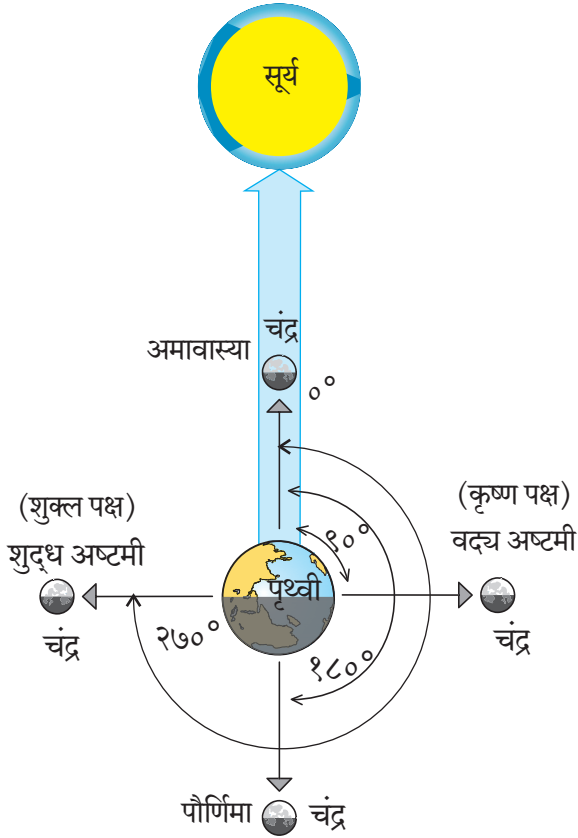 सूर्य
चंद्र
अमावास्या
०°
(शुक्ल पक्ष)
शुद्ध अष्टमी
चंद्र
(कृष्ण पक्ष)
वद्य अष्टमी
चंद्र
९०°
पृथ्वी
२७०°
१८०°
पौर्णिमा चंद्र